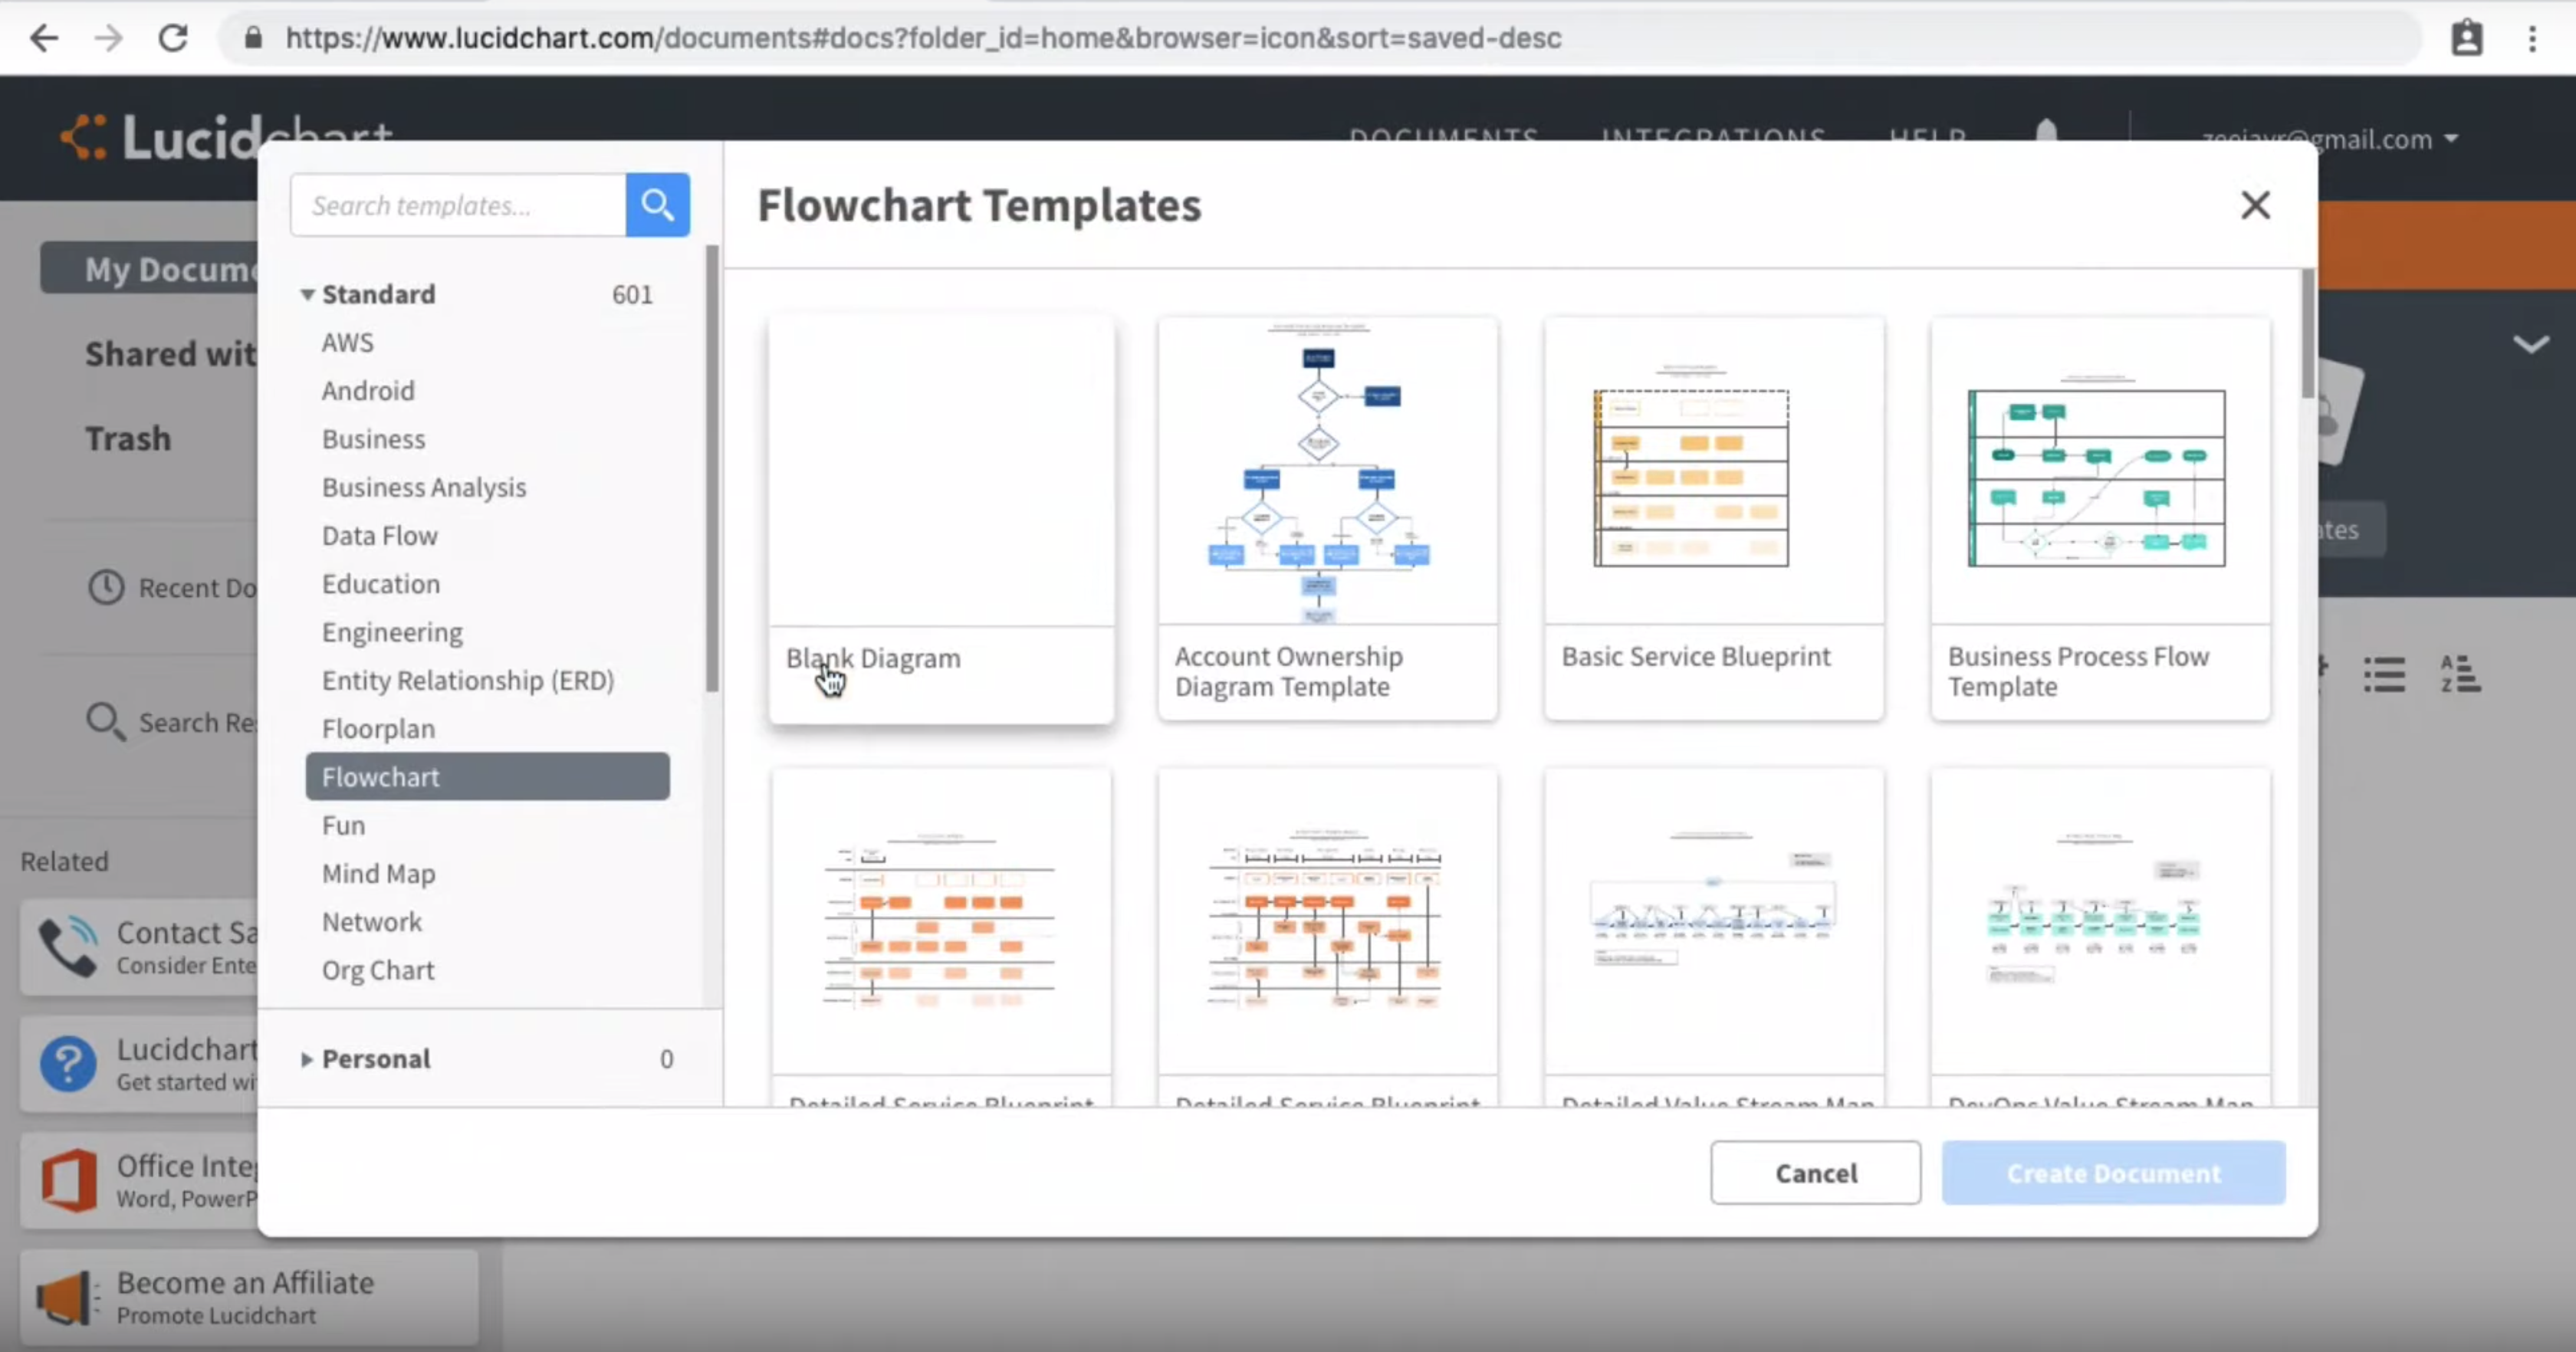 https://www.lucidchart.com/documents#docs?folder_id=home&browser=icon&sort=saved-desc
Lucidchart
DOCUMENTS
INTEGRATIONS
HELP
@gmail.com
Search templates...
Flowchart Templates
My Docume
Shared wit
Trash
Recent Do
Search Re
Related
Contact Sa
Consider Ente
Lucidchart
Get started wi
Office Inte
Word, PowerP
Become an Affiliate
Promote Lucidchart
Standard 601
AWS
Android
Business
Business Analysis
Data Flow
Education
Engineering
Entity Relationship (ERD)
Floorplan
Flowchart
Fun
Mind Map
Network
Org Chart
Personal 0
Blank Diagram
Account Ownership
Diagram Template
Basic Service Blueprint
Business Process Flow
Template
Detailed Service Blueprint
Detailed Service Blueprint
Detailed Value Stream Map
DevOps Value Stream Map
ates
A
Z
Cancel
Create Document